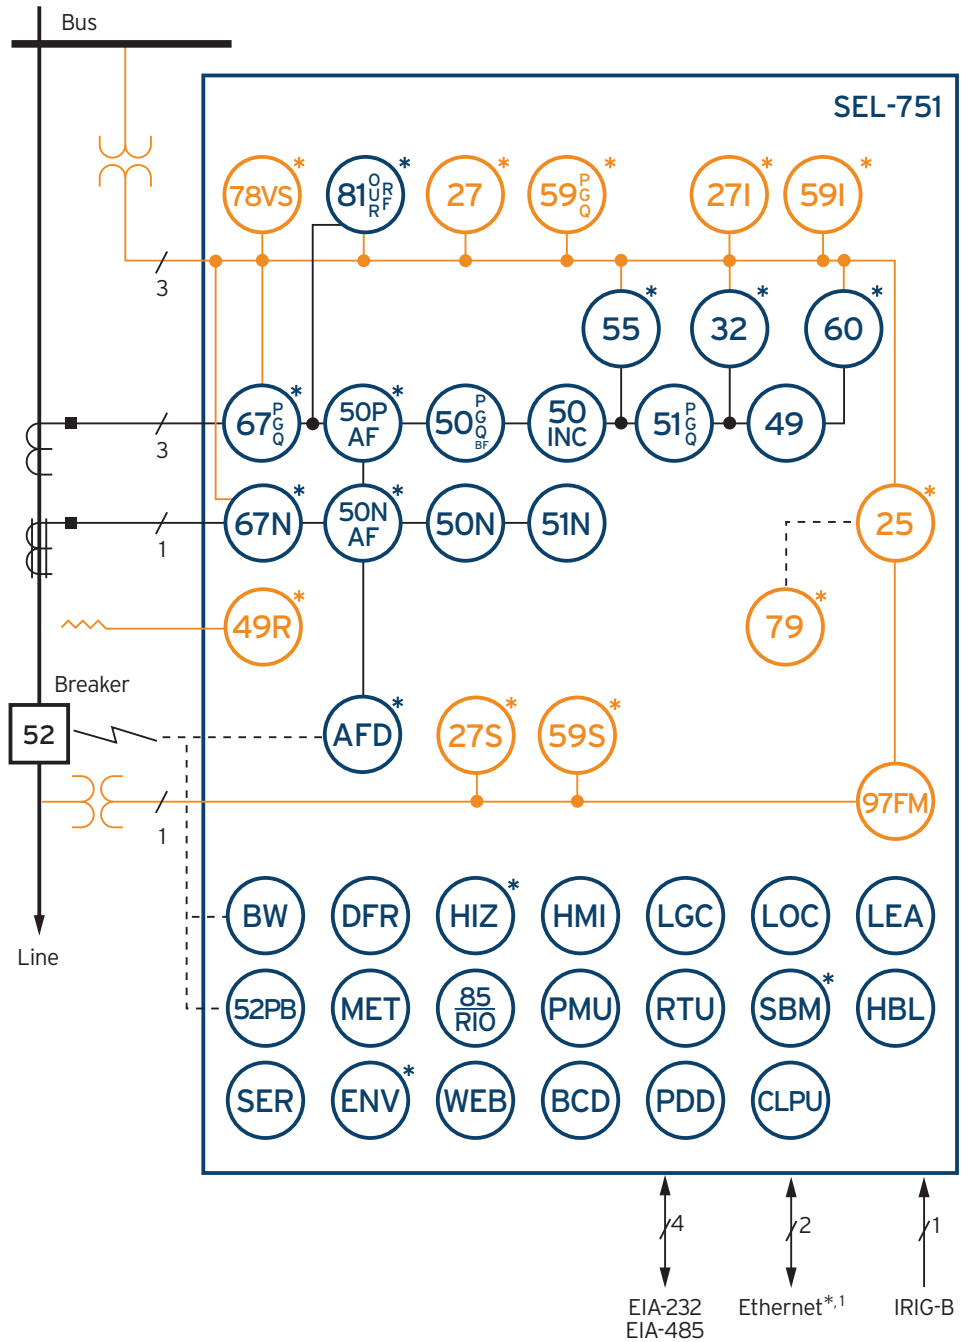 Bus
SEL-751
78VS*
81 O U R R F*
27*
59 P G Q*
27I*
59I*
3
55*
32*
60*
67 P G Q*
50P AF*
50 P G Q BF
50 INC
51 P G Q
49
3
67N*
50N AF*
50N
51N
25*
1
49R*
79*
Breaker
52
AFD*
27S*
59S*
97FM
1
BW
DFR
HIZ*
HMI
LGC
LOC
LEA
Line
52PB
MET
85
RIO
PMU
RTU
SBM*
HBL
SER
ENV*
WEB
BCD
PDD
CLPU
4
2
1
EIA-232
EIA-485
Ethernet*,1
IRIG-B